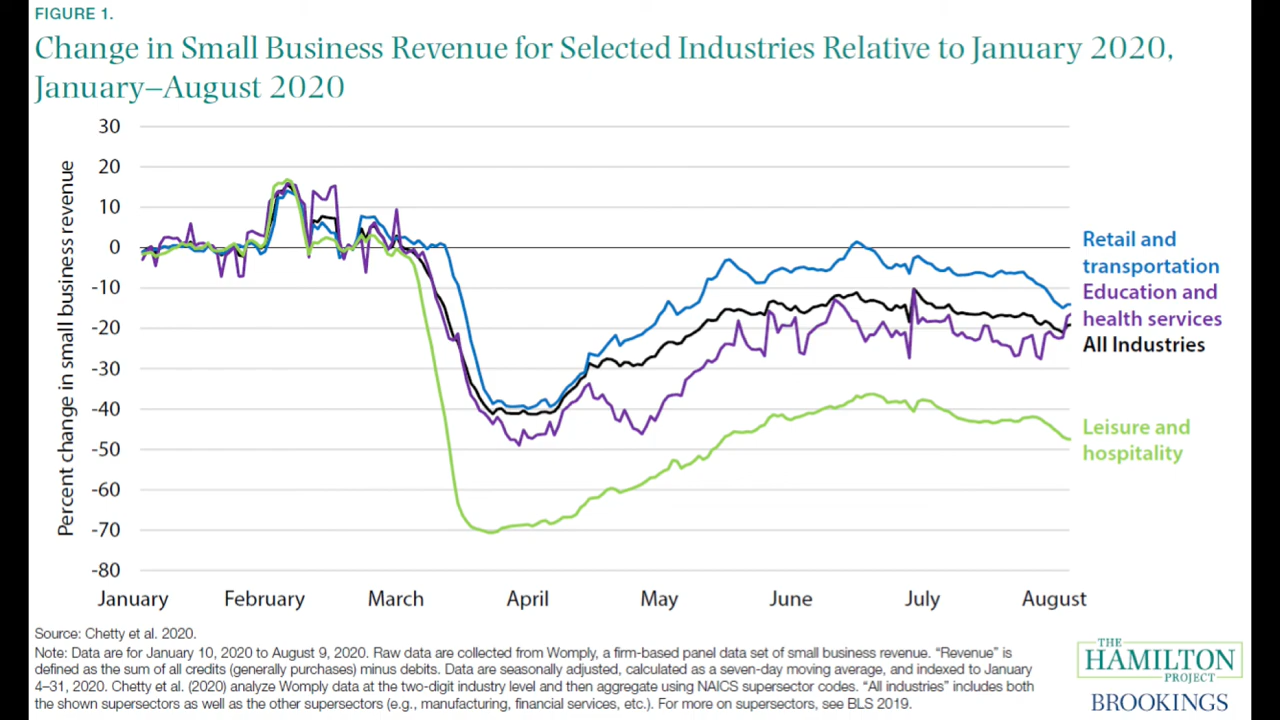 FIGURE 1.
Change in Small Business Revenue for Selected Industries Relative to January 2020,
January–August 2020
Percent change in small business revenue
30
20
10
0
-10
-20
-30
-40
-50
-60
-70
-80
January February March April May June July August
Retail and
transportation
Education and
health services
All Industries
Leisure and
hospitality
Source: Chetty et al. 2020.
Note: Data are for January 10, 2020 to August 9, 2020. Raw data are collected from Womply, a firm-based panel data set of small business revenue. “Revenue” is
defined as the sum of all credits (generally purchases) minus debits. Data are seasonally adjusted, calculated as a seven-day moving average, and indexed to January
4–31, 2020. Chetty et al. (2020) analyze Womply data at the two-digit industry level and then aggregate using NAICS supersector codes. “All industries” includes both
the shown supersectors as well as the other supersectors (e.g., manufacturing, financial services, etc.). For more on supersectors, see BLS 2019.
THE
HAMILTON
PROJECT
BROOKINGS